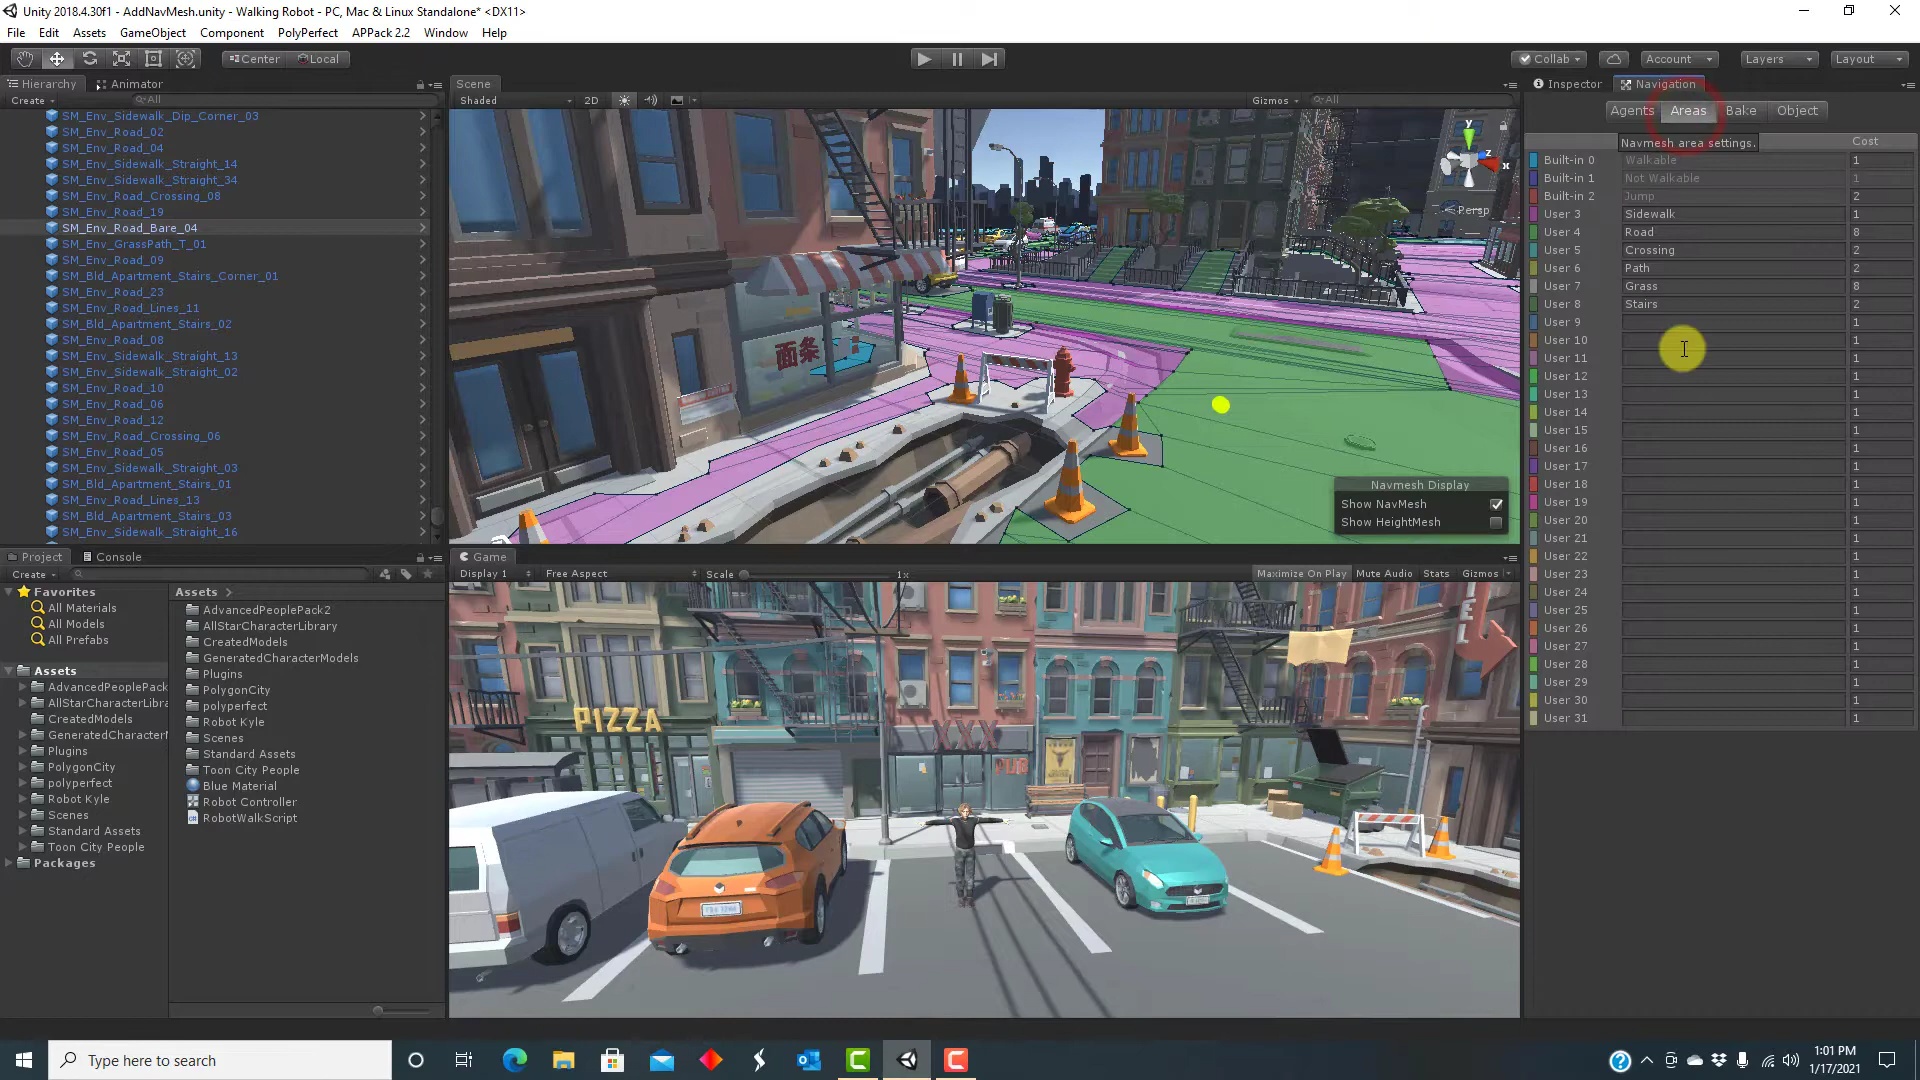 Unity 2018.4.30f1 - AddNavMesh.unity - Walking Robot - PC, Mac & Linux Standalone* <DX11>
File Edit Assets GameObject Component PolyPerfect APPack 2.2 Window Help
Center Local Collab Account Layers Layout
Hierarchy Animator
Create All
SM_Env_Sidewalk_Dip_Corner_03
SM_Env_Road_02
SM_Env_Road_04
SM_Env_Sidewalk_Straight_14
SM_Env_Sidewalk_Straight_34
SM_Env_Road_Crossing_08
SM_Env_Road_19
SM_Env_Road_Bare_04
SM_Env_GrassPath_T_01
SM_Env_Road_09
SM_Bld_Apartment_Stairs_Corner_01
SM_Env_Road_23
SM_Env_Road_Lines_11
SM_Bld_Apartment_Stairs_02
SM_Env_Road_08
SM_Env_Sidewalk_Straight_13
SM_Env_Sidewalk_Straight_02
SM_Env_Road_10
SM_Env_Road_06
SM_Env_Road_12
SM_Env_Road_Crossing_06
SM_Env_Road_05
SM_Env_Sidewalk_Straight_03
SM_Bld_Apartment_Stairs_01
SM_Env_Road_Lines_13
SM_Bld_Apartment_Stairs_03
SM_Env_Sidewalk_Straight_16
Scene
Shaded 2D Gizmos All
y
z
x
Persp
面条
Navmesh Display
Show NavMesh
Show HeightMesh
Inspector Navigation
Agents Areas Bake Object
Navmesh area settings.
Cost
Built-in 0 Walkable 1
Built-in 1 Not Walkable 1
Built-in 2 Jump 2
User 3 Sidewalk 1
User 4 Road 8
User 5 Crossing 2
User 6 Path 2
User 7 Grass 8
User 8 Stairs 2
User 9 1
User 10 1
User 11 1
User 12 1
User 13 1
User 14 1
User 15 1
User 16 1
User 17 1
User 18 1
User 19 1
User 20 1
User 21 1
User 22 1
User 23 1
User 24 1
User 25 1
User 26 1
User 27 1
User 28 1
User 29 1
User 30 1
User 31 1
Project Console
Create
Favorites
All Materials
All Models
All Prefabs
Assets
AdvancedPeoplePack
AllStarCharacterLibra
CreatedModels
GeneratedCharacterM
Plugins
PolygonCity
polyperfect
Robot Kyle
Scenes
Standard Assets
Toon City People
Packages
Assets
AdvancedPeoplePack2
AllStarCharacterLibrary
CreatedModels
GeneratedCharacterModels
Plugins
PolygonCity
polyperfect
Robot Kyle
Scenes
Standard Assets
Toon City People
Blue Material
Robot Controller
RobotWalkScript
Game
Display 1 Free Aspect Scale 1x Maximize On Play Mute Audio Stats Gizmos
PIZZA
XXX
PUB
Type here to search
1:01 PM
1/17/2021